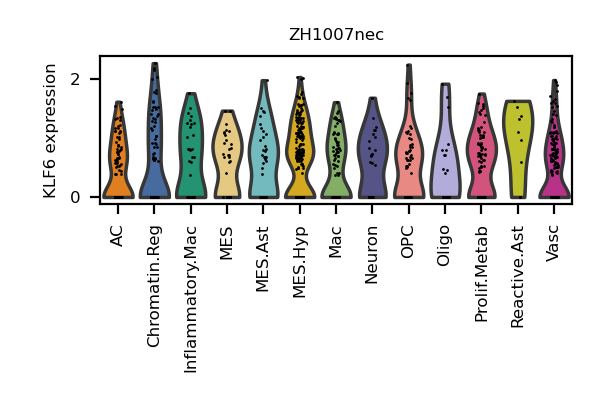 ZH1007nec
KLF6 expression
2
0
AC
Chromatin.Reg
Inflammatory.Mac
MES
MES.Ast
MES.Hyp
Mac
Neuron
OPC
Oligo
Prolif.Metab
Reactive.Ast
Vasc